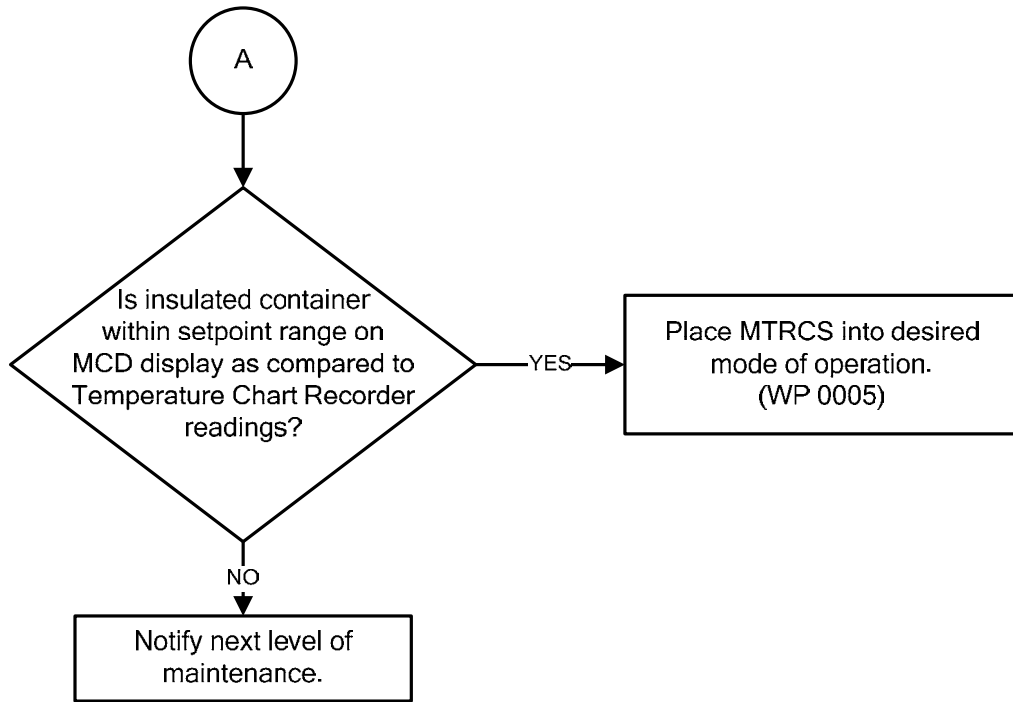 A
Is insulated container
within setpoint range on
MCD display as compared to
Temperature Chart Recorder
readings?
YES
Place MTRCS into desired
mode of operation.
(WP 0005)
NO
Notify next level of
maintenance.